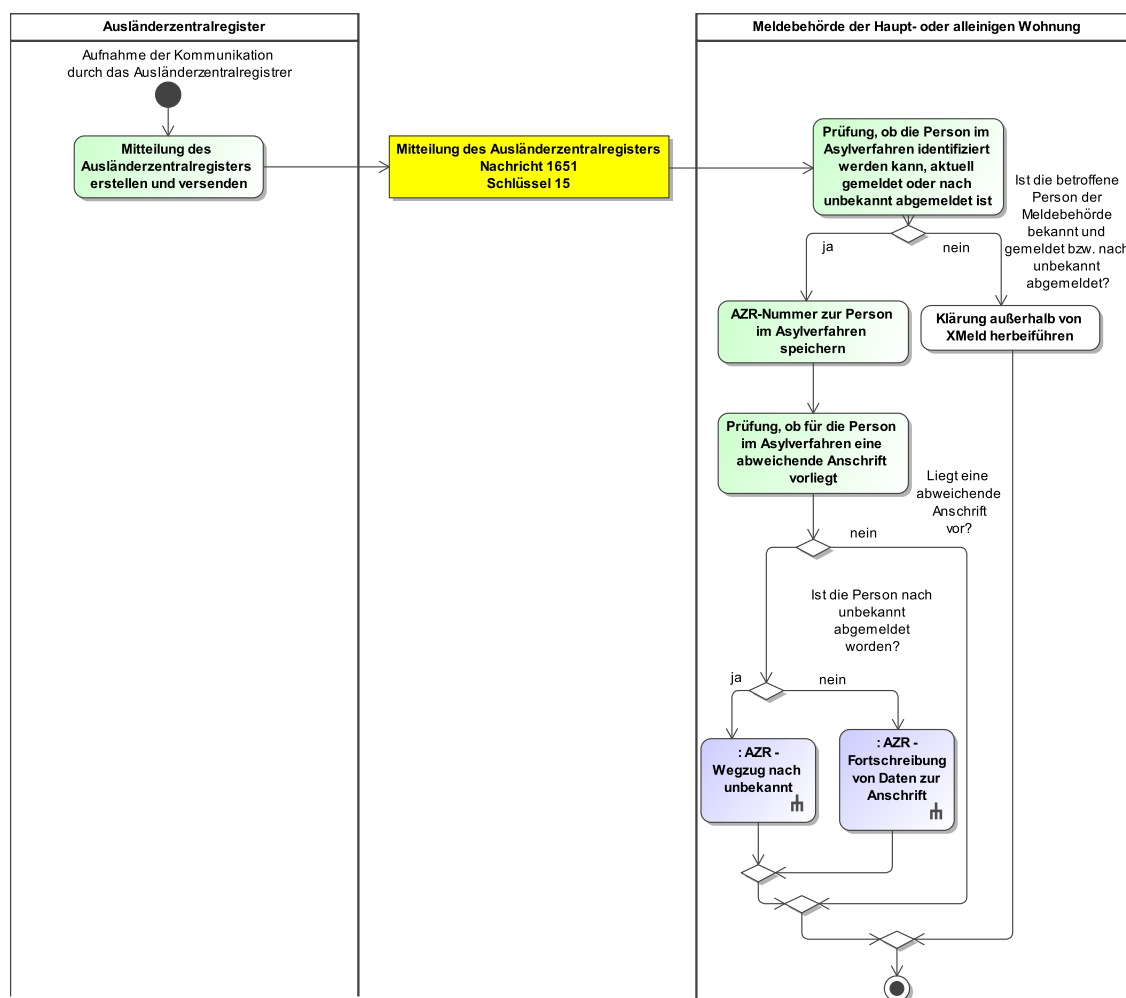 Ausländerzentralregister
Aufnahme der Kommunikation
durch das Ausländerzentralregistrer
Mitteilung des
Ausländerzentralregisters
erstellen und versenden
Mitteilung des Ausländerzentralregisters
Nachricht 1651
Schlüssel 15
Meldebehörde der Haupt- oder alleinigen Wohnung
Prüfung, ob die Person im
Asylverfahren identifiziert
werden kann, aktuell
gemeldet oder nach
unbekannt abgemeldet ist
Ist die betroffene
Person der
Meldebehörde
bekannt und
gemeldet bzw. nach
unbekannt
abgemeldet?
ja
nein
AZR-Nummer zur Person
im Asylverfahren
speichern
Klärung außerhalb von
XMeld herbeiführen
Prüfung, ob für die Person
im Asylverfahren eine
abweichende Anschrift
vorliegt
Liegt eine
abweichende
Anschrift
vor?
nein
Ist die Person nach
unbekannt
abgemeldet
worden?
ja
nein
: AZR -
Wegzug nach
unbekannt
: AZR -
Fortschreibung
von Daten zur
Anschrift